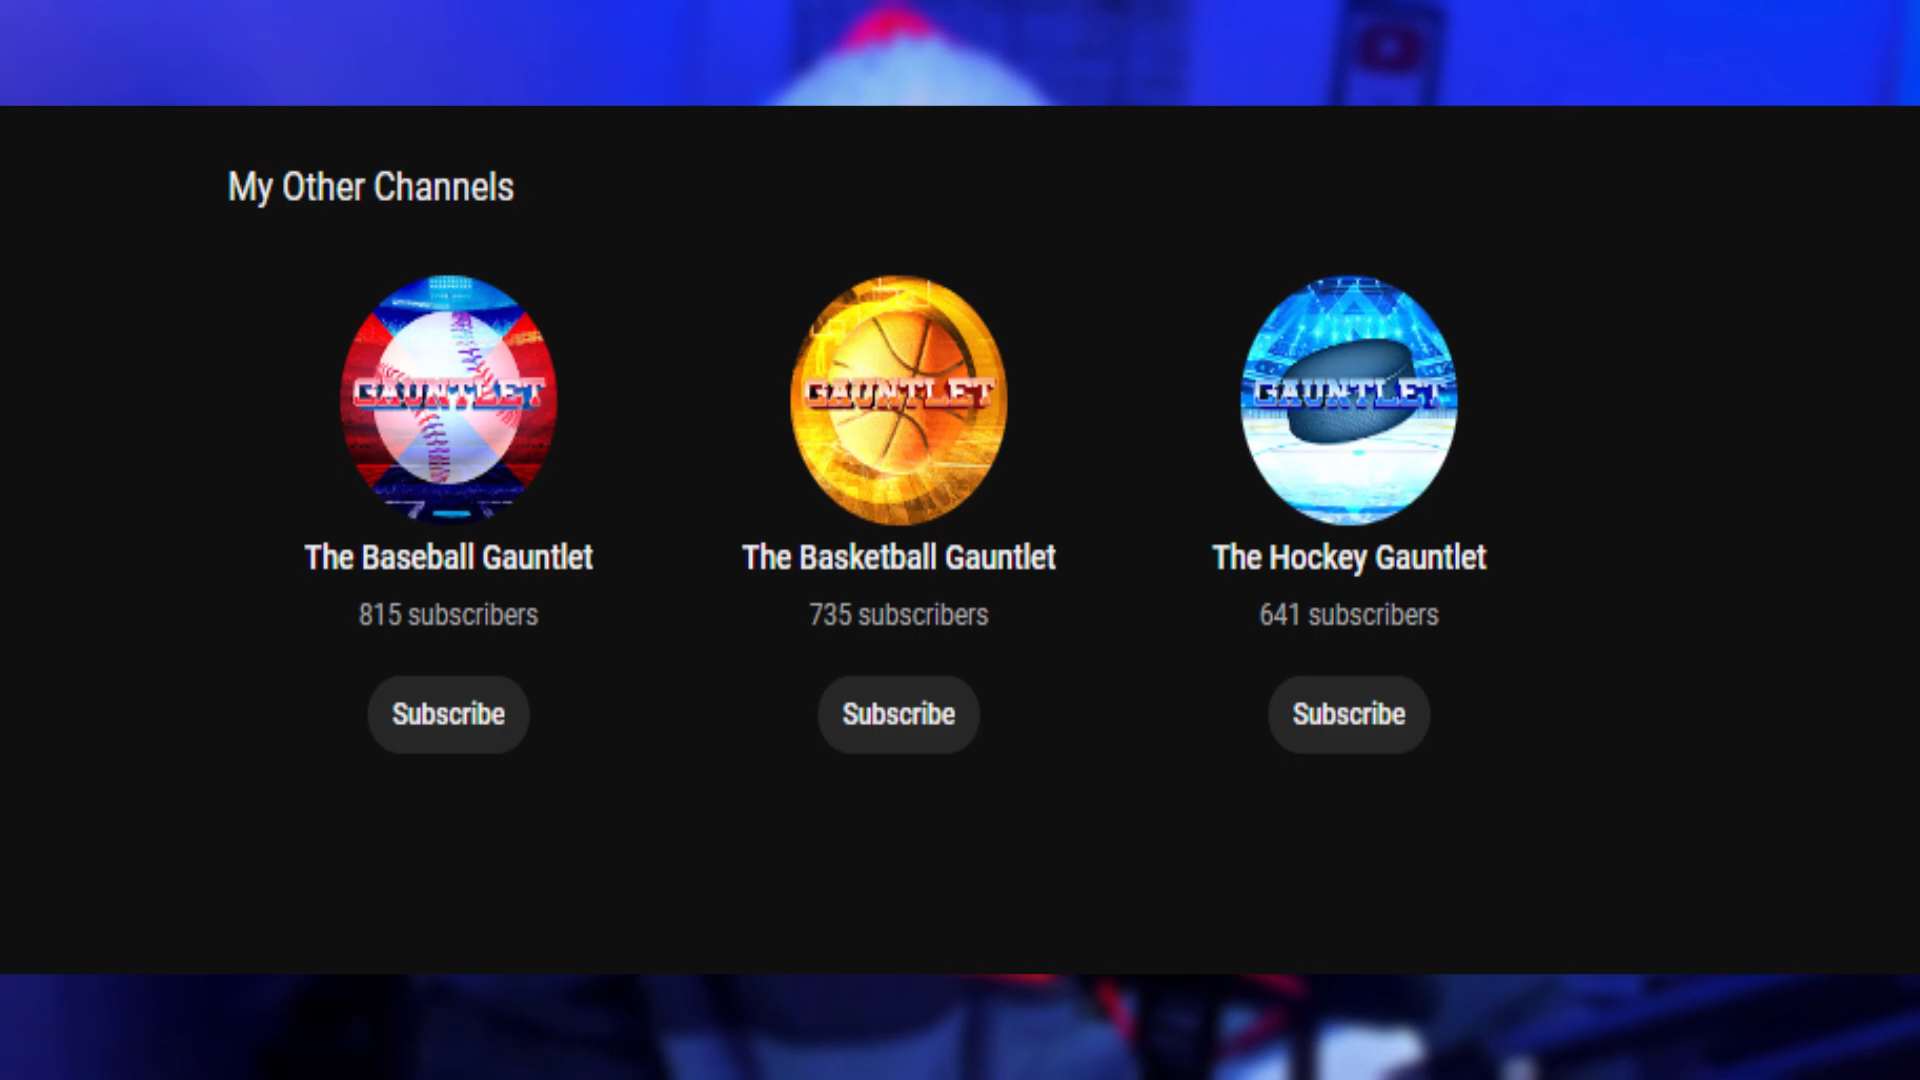 My Other Channels
GAUNTLET
GAUNTLET
GAUNTLET
The Baseball Gauntlet
The Basketball Gauntlet
The Hockey Gauntlet
815 subscribers
735 subscribers
641 subscribers
Subscribe
Subscribe
Subscribe